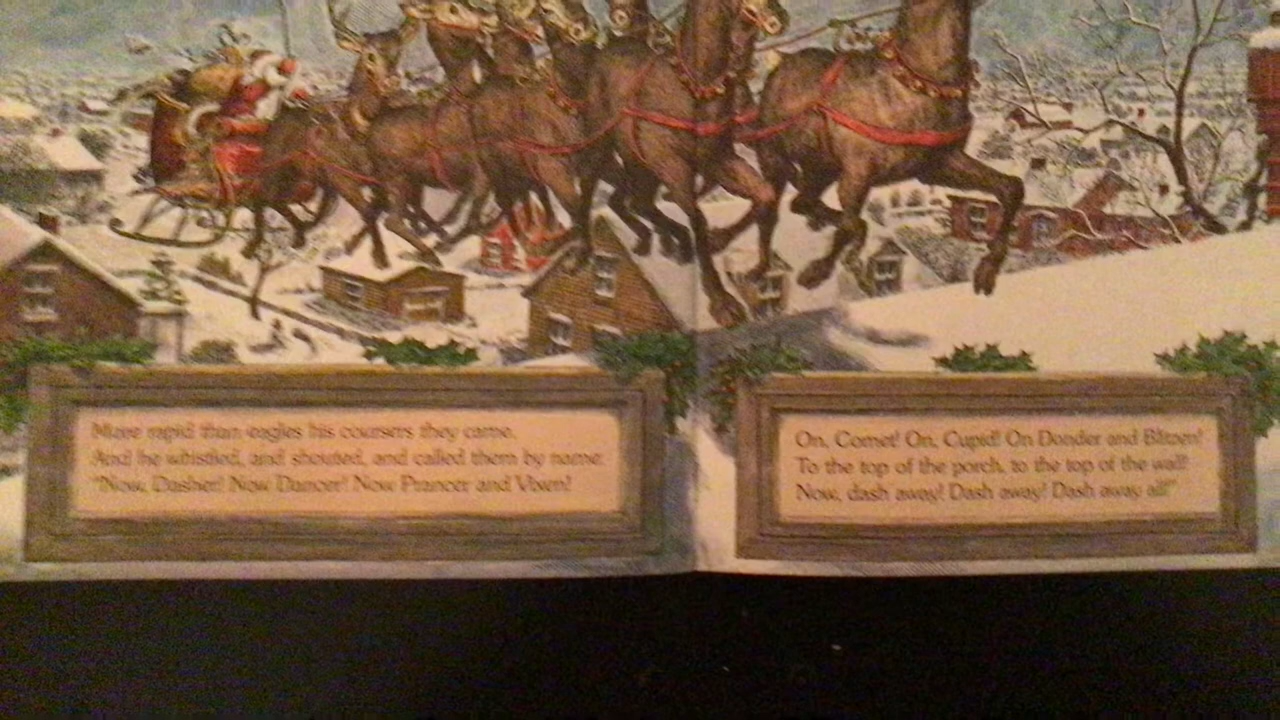 More rapid than eagles his coursers they came.
And he whistled, and shouted, and called them by name:
"Now, Dasher! Now Dancer! Now Prancer and Vixen!
On, Comet! On, Cupid! On Donder and Blitzen!
To the top of the porch, to the top of the wall!
Now, dash away! Dash away! Dash away all!"